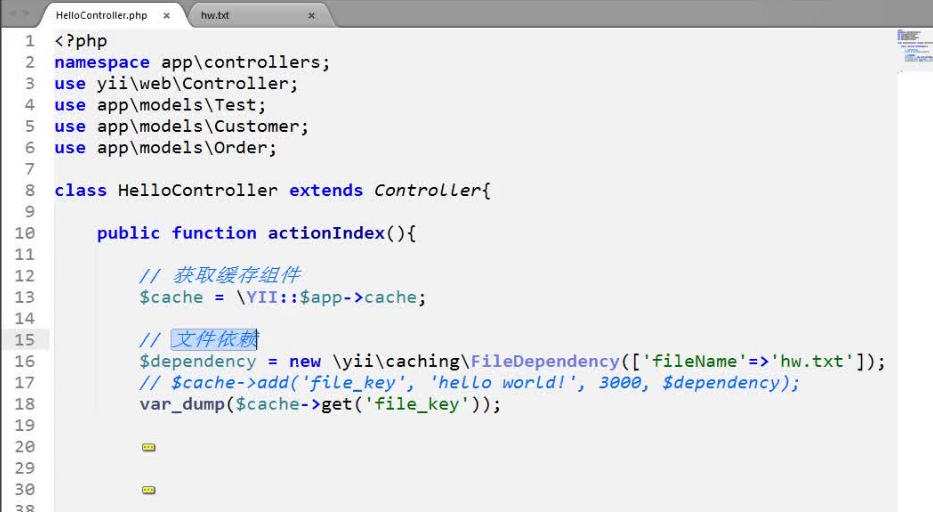 HelloController.php × hw.txt ×
1 <?php
2 namespace app\controllers;
3 use yii\web\Controller;
4 use app\models\Test;
5 use app\models\Customer;
6 use app\models\Order;
7
8 class HelloController extends Controller{
9
10 public function actionIndex(){
11
12 // 获取缓存组件
13 $cache = \YII::$app->cache;
14
15 // 文件依赖
16 $dependency = new \yii\caching\FileDependency(['fileName'=>'hw.txt']);
17 // $cache->add('file_key', 'hello world!', 3000, $dependency);
18 var_dump($cache->get('file_key'));
19
20
29
30
38